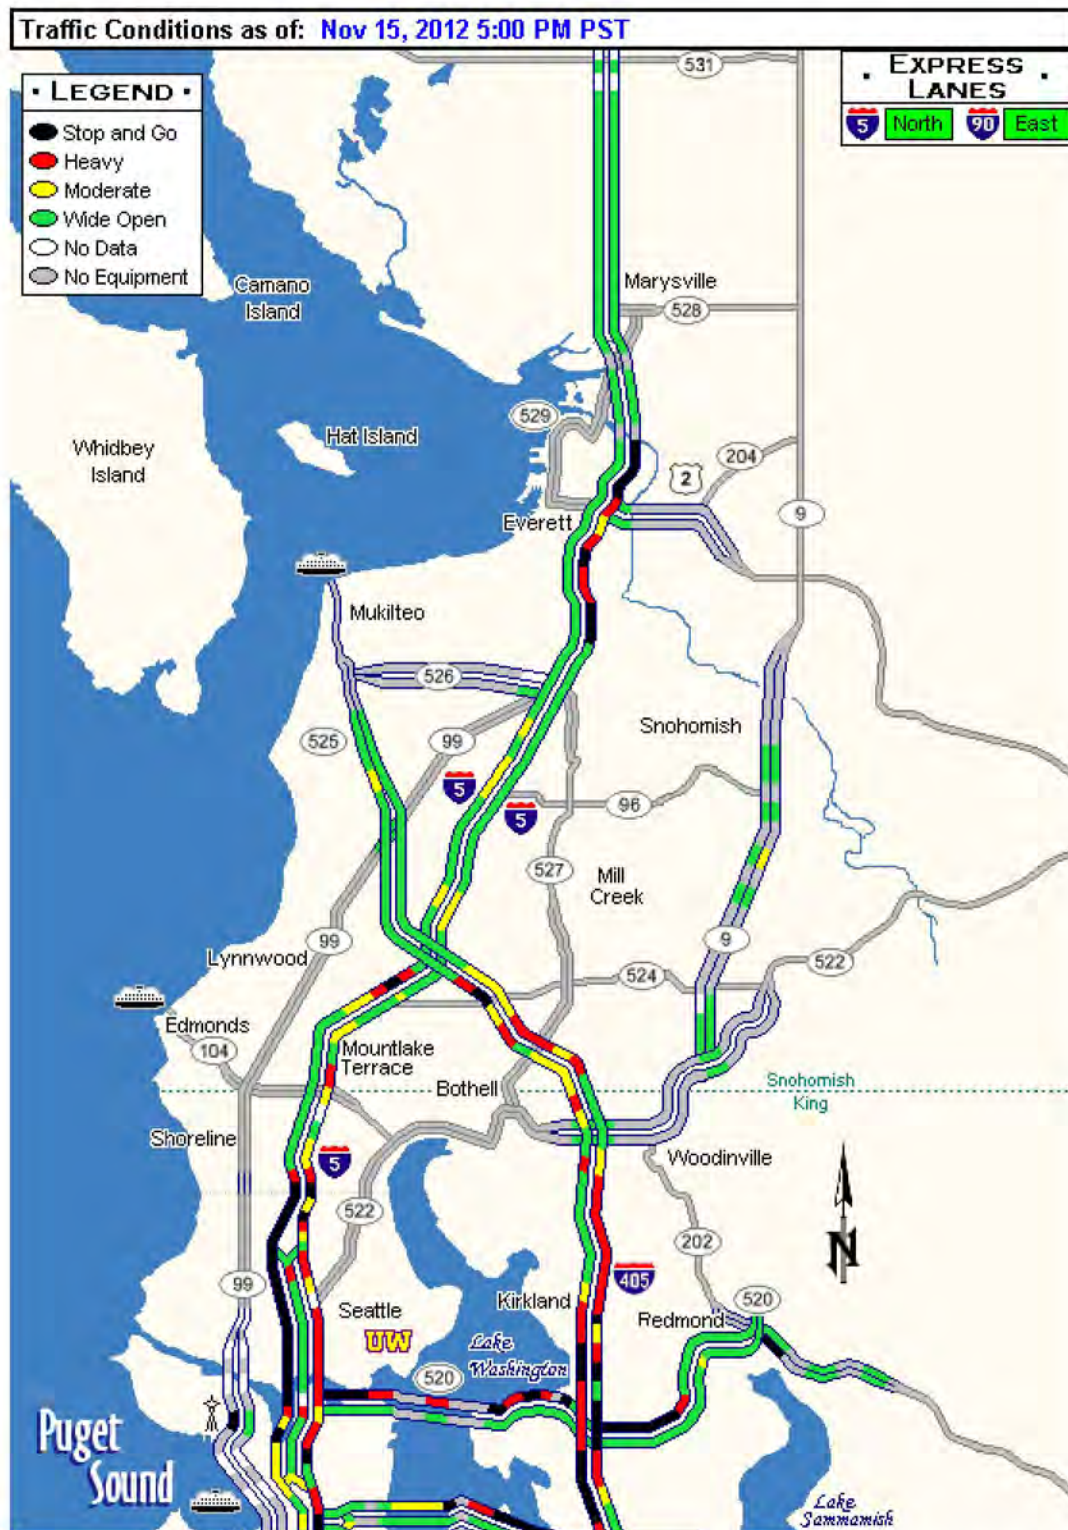 Traffic Conditions as of: Nov 15, 2012 5:00 PM PST
531
EXPRESS
LANES
5 North 90 East
LEGEND
Stop and Go
Heavy
Moderate
Wide Open
No Data
No Equipment
Camano
Island
Marysville
528
529
Hat Island
Whidbey
Island
204
2
9
Everett
Mukilteo
526
Snohomish
525
99
5
5
96
527
Mill
Creek
9
99
Lynnwood
522
524
Edmonds
104
Mountlake
Terrace
Bothell
Snohomish
King
Shoreline
5
Woodinville
522
202
N
99
405
Seattle
Kirkland
Redmond
520
UW
Lake
Washington
520
Puget
Sound
Lake
Sammamish